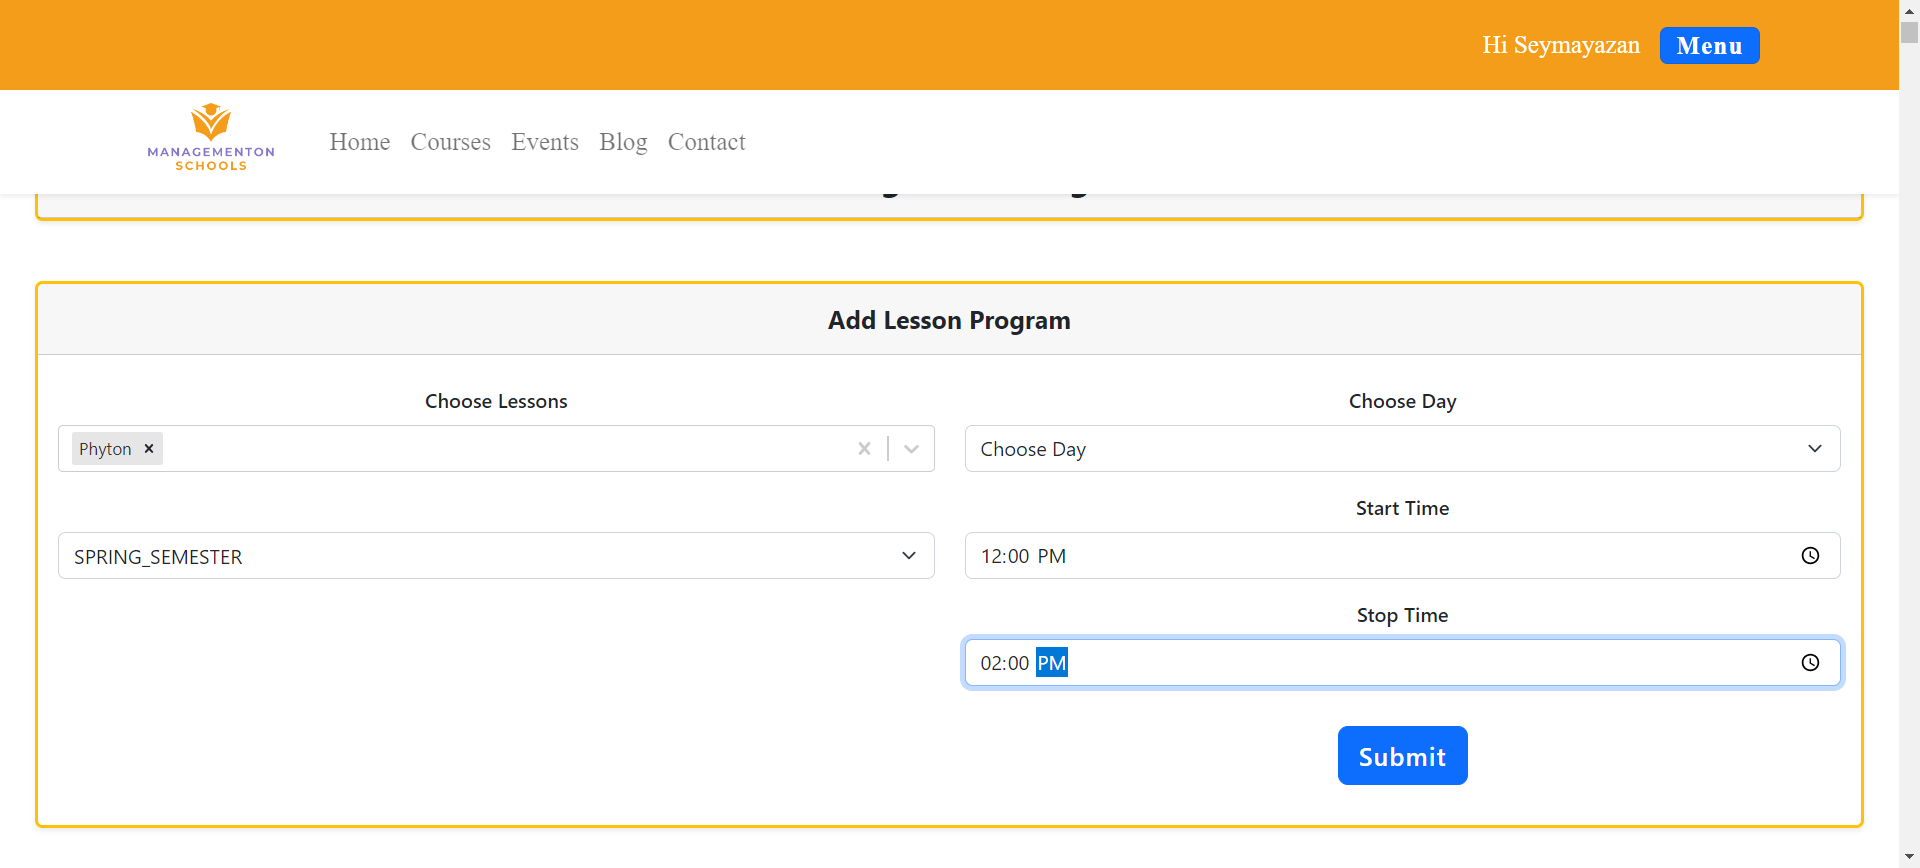 Hi Seymayazan Menu
MANAGEMENTON
SCHOOLS
Home Courses Events Blog Contact
Add Lesson Program
Choose Lessons
Phyton
SPRING_SEMESTER
Choose Day
Choose Day
Start Time
12:00 PM
Stop Time
02:00 PM
Submit